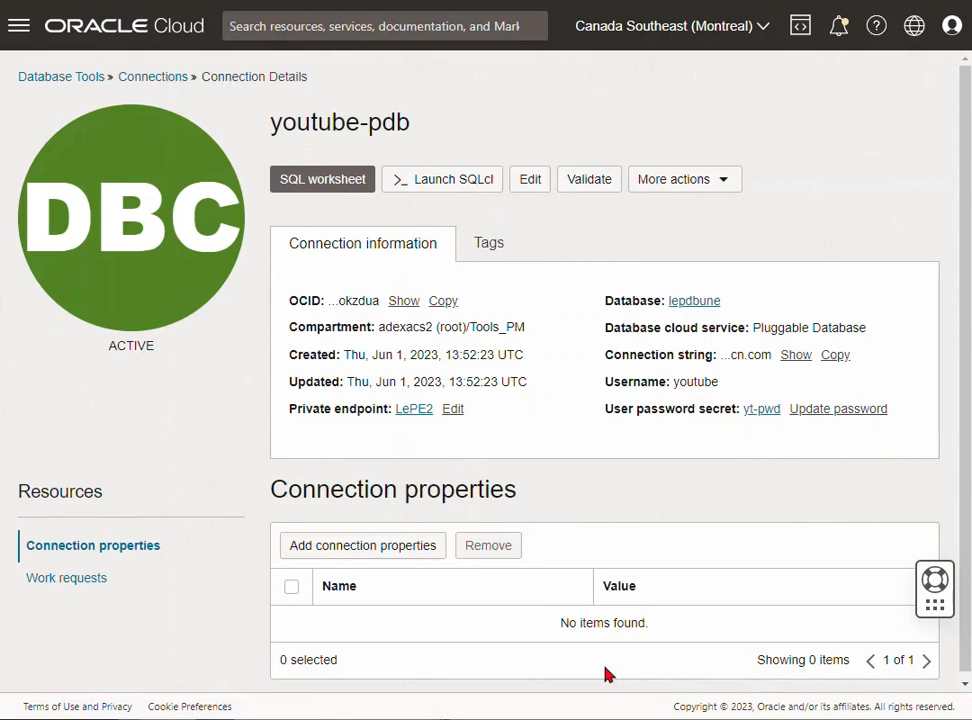 ORACLE Cloud
Search resources, services, documentation, and Mark
Canada Southeast (Montreal)
Database Tools » Connections » Connection Details
DBC
ACTIVE
youtube-pdb
SQL worksheet
>_ Launch SQLcl
Edit
Validate
More actions
Connection information
Tags
OCID: ...okzdua Show Copy
Compartment: adexacs2 (root)/Tools_PM
Created: Thu, Jun 1, 2023, 13:52:23 UTC
Updated: Thu, Jun 1, 2023, 13:52:23 UTC
Private endpoint: LePE2 Edit
Database: lepdbune
Database cloud service: Pluggable Database
Connection string: ...cn.com Show Copy
Username: youtube
User password secret: yt-pwd Update password
Resources
Connection properties
Work requests
Connection properties
Add connection properties
Remove
Name Value
No items found.
0 selected
Showing 0 items < 1 of 1 >
Terms of Use and Privacy Cookie Preferences
Copyright © 2023, Oracle and/or its affiliates. All rights reserved.